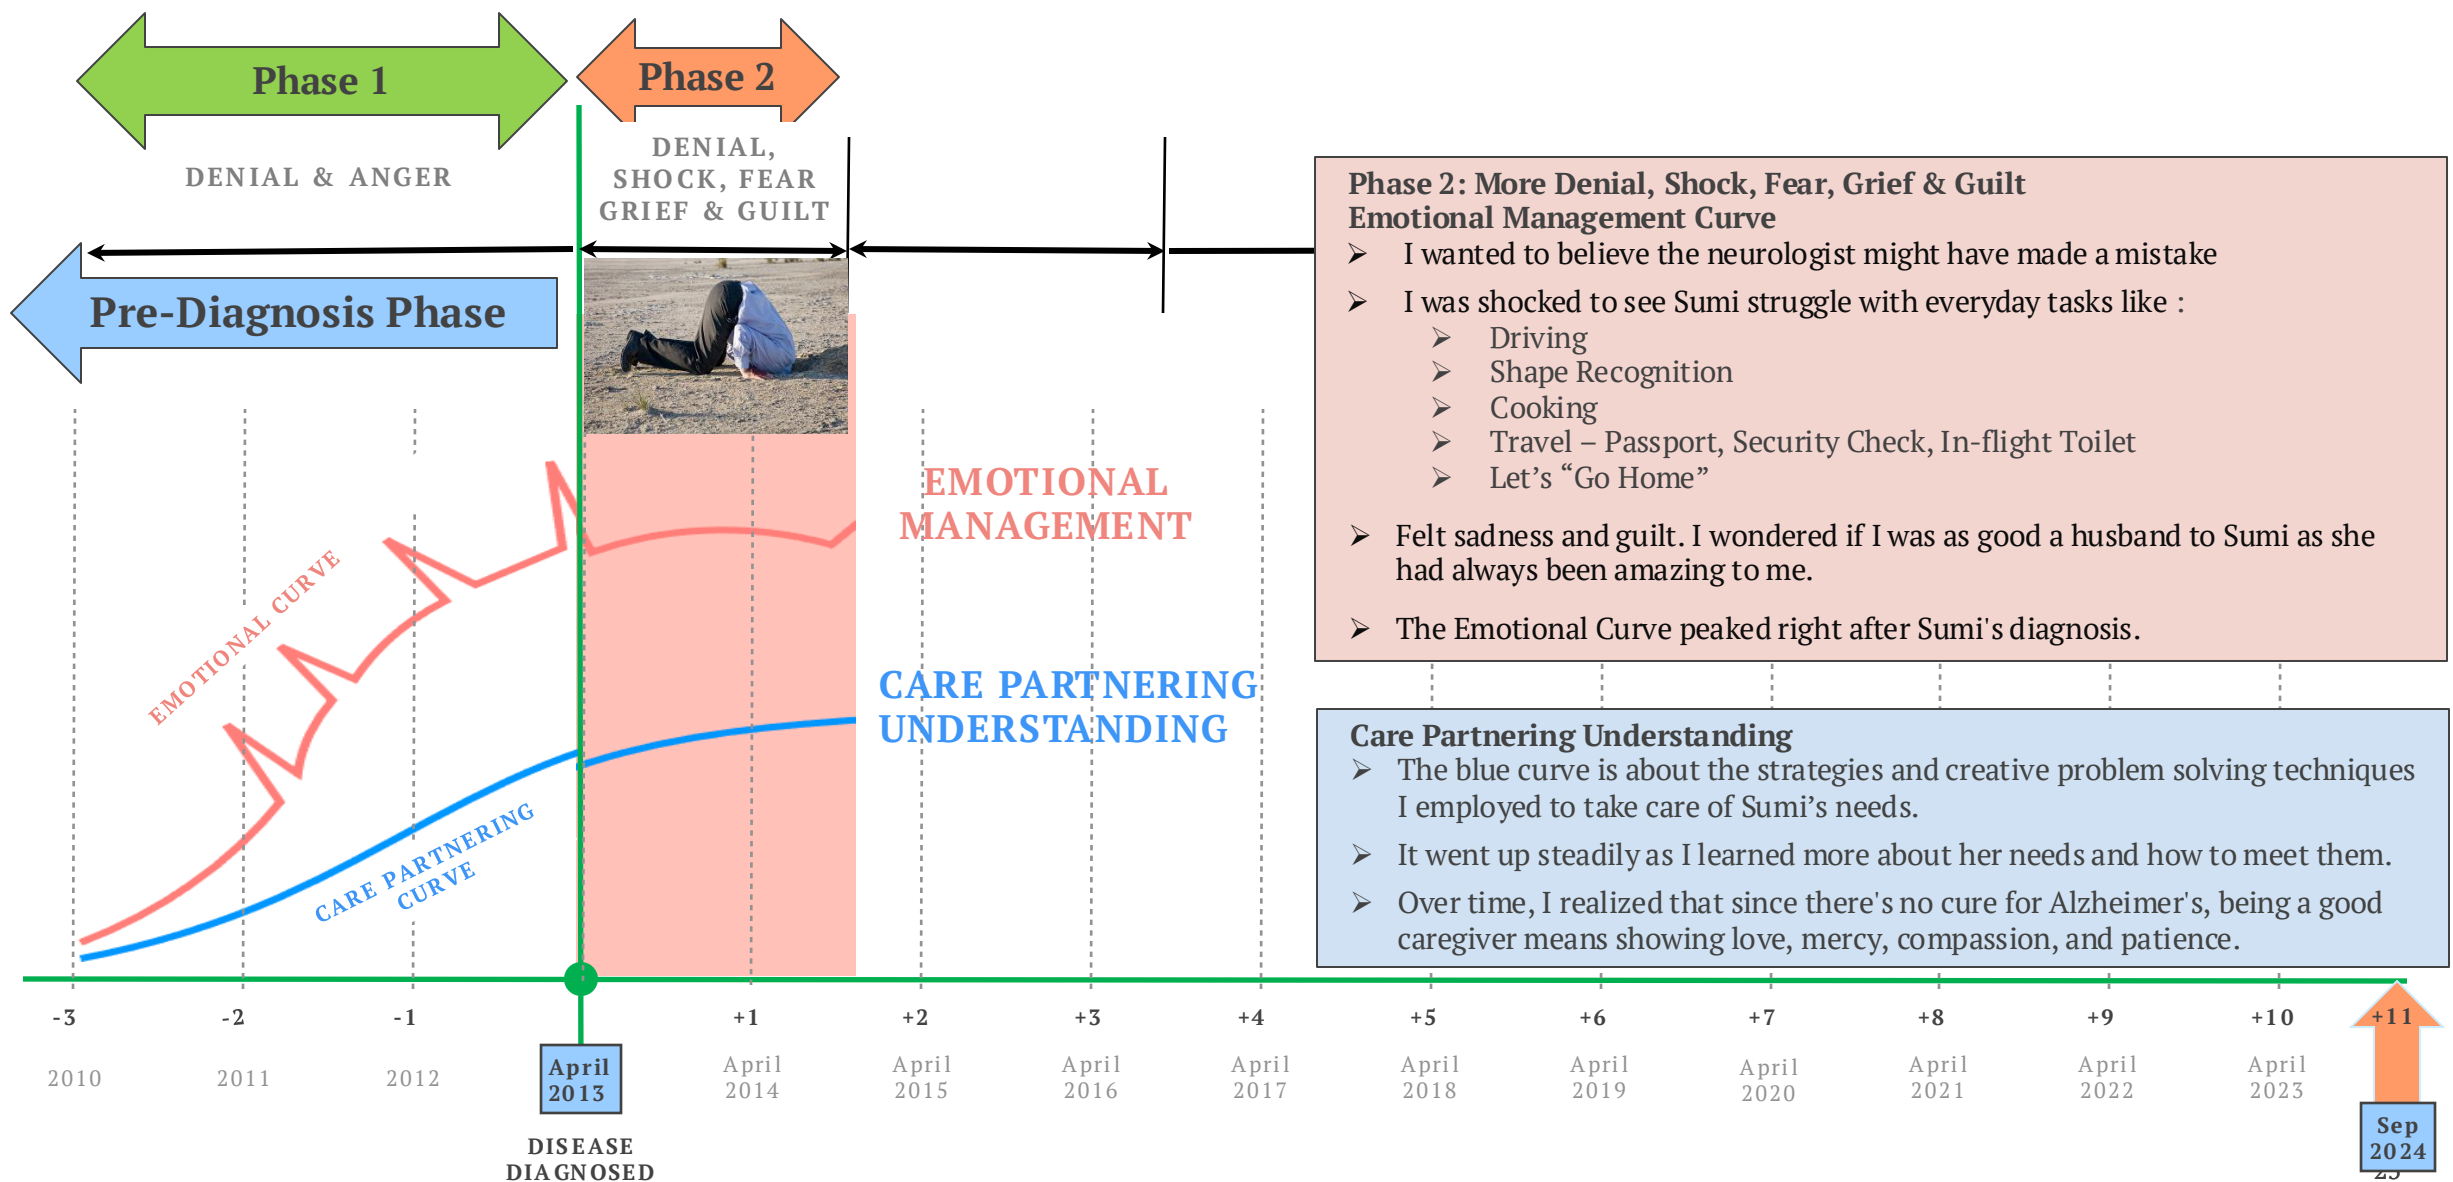 Phase 1
Phase 2
DENIAL & ANGER
DENIAL,
SHOCK, FEAR
GRIEF & GUILT
Pre-Diagnosis Phase
EMOTIONAL CURVE
CARE PARTNERING
CURVE
EMOTIONAL
MANAGEMENT
CARE PARTNERING
UNDERSTANDING
Phase 2: More Denial, Shock, Fear, Grief & Guilt
Emotional Management Curve
➢ I wanted to believe the neurologist might have made a mistake
➢ I was shocked to see Sumi struggle with everyday tasks like :
➢ Driving
➢ Shape Recognition
➢ Cooking
➢ Travel – Passport, Security Check, In-flight Toilet
➢ Let’s “Go Home”
➢ Felt sadness and guilt. I wondered if I was as good a husband to Sumi as she
had always been amazing to me.
➢ The Emotional Curve peaked right after Sumi's diagnosis.
Care Partnering Understanding
➢ The blue curve is about the strategies and creative problem solving techniques
I employed to take care of Sumi’s needs.
➢ It went up steadily as I learned more about her needs and how to meet them.
➢ Over time, I realized that since there's no cure for Alzheimer's, being a good
caregiver means showing love, mercy, compassion, and patience.
-3 -2 -1 +1 +2 +3 +4 +5 +6 +7 +8 +9 +10 +11
2010 2011 2012
April
2013
April
2014
April
2015
April
2016
April
2017
April
2018
April
2019
April
2020
April
2021
April
2022
April
2023
Sep
2024
DISEASE
DIAGNOSED